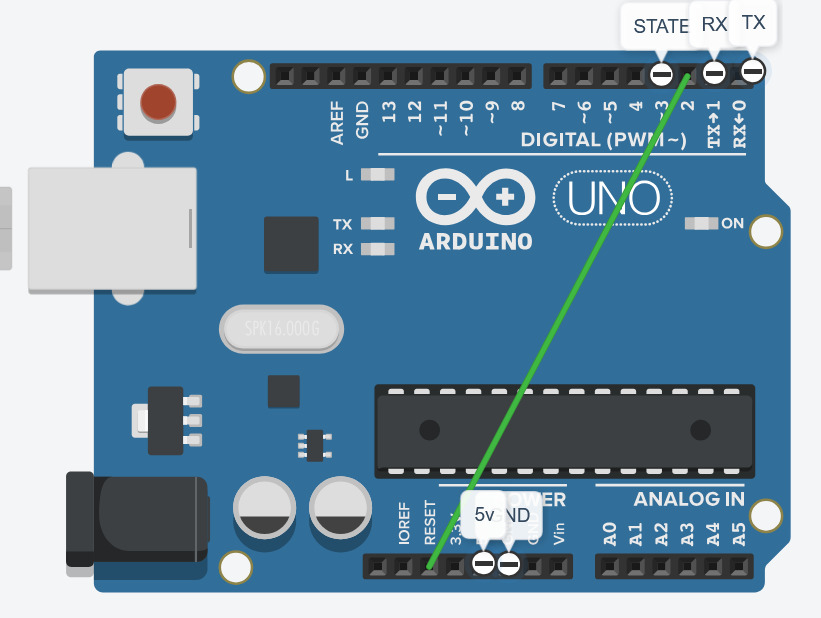 STATE RX TX
AREF GND 13 12 ~11 ~10 ~9 8 7 ~6 ~5 4 ~3 2 TX→1 RX←0
DIGITAL (PWM~)
L
TX
RX
UNO
ON
ARDUINO
SPK16.000G
POWER
ANALOG IN
5v GND
IOREF RESET 3.3V GND Vin A0 A1 A2 A3 A4 A5